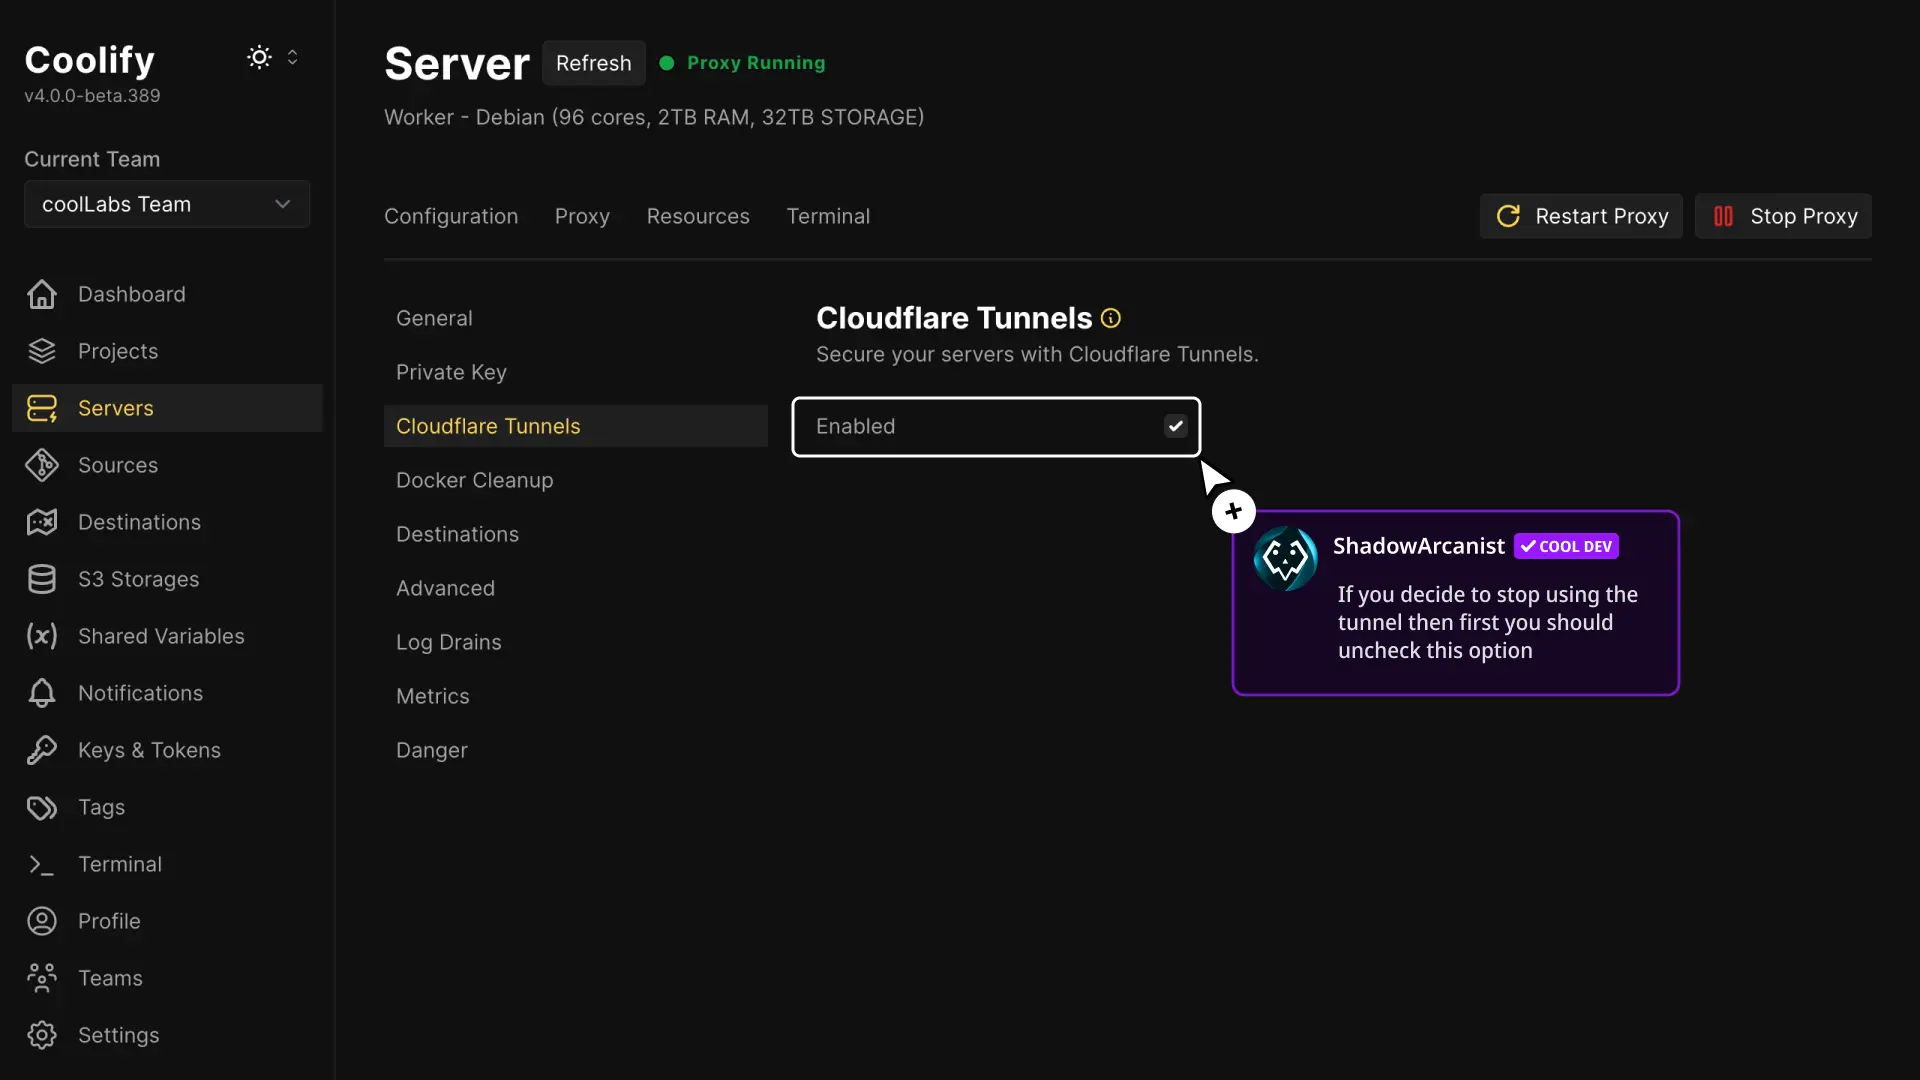 Coolify
v4.0.0-beta.389
Current Team
coolLabs Team
Dashboard
Projects
Servers
Sources
Destinations
S3 Storages
Shared Variables
Notifications
Keys & Tokens
Tags
Terminal
Profile
Teams
Settings
Server
Refresh
Proxy Running
Worker - Debian (96 cores, 2TB RAM, 32TB STORAGE)
Configuration
Proxy
Resources
Terminal
Restart Proxy
Stop Proxy
General
Private Key
Cloudflare Tunnels
Docker Cleanup
Destinations
Advanced
Log Drains
Metrics
Danger
Cloudflare Tunnels
Secure your servers with Cloudflare Tunnels.
Enabled
ShadowArcanist
COOL DEV
If you decide to stop using the
tunnel then first you should
uncheck this option